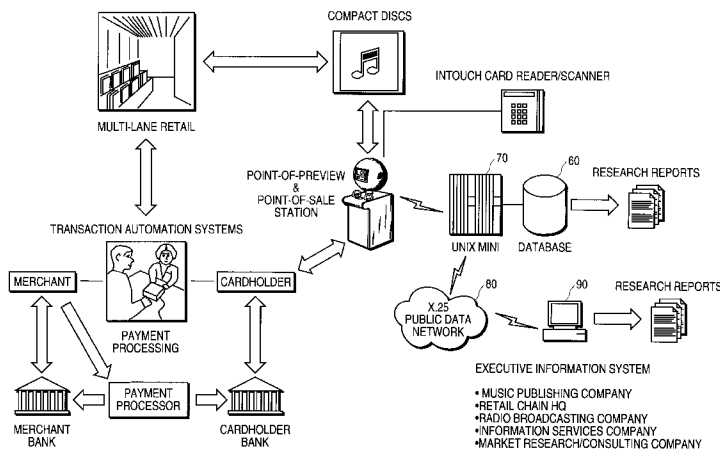 COMPACT DISCS
INTOUCH CARD READER/SCANNER
MULTI-LANE RETAIL
POINT-OF-PREVIEW
&
POINT-OF-SALE
STATION
70
60
RESEARCH REPORTS
UNIX MINI
DATABASE
TRANSACTION AUTOMATION SYSTEMS
MERCHANT
CARDHOLDER
PAYMENT
PROCESSING
X.25
PUBLIC DATA
NETWORK
80
90
RESEARCH REPORTS
MERCHANT
BANK
PAYMENT
PROCESSOR
CARDHOLDER
BANK
EXECUTIVE INFORMATION SYSTEM
• MUSIC PUBLISHING COMPANY
•RETAIL CHAIN HQ
•RADIO BROADCASTING COMPANY
•INFORMATION SERVICES COMPANY
•MARKET RESEARCH/CONSULTING COMPANY